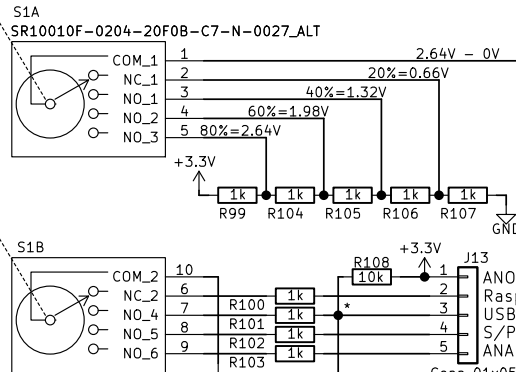 S1A
SR10010F-0204-20F0B-C7-N-0027_ALT
COM_1 1 2.64V - 0V
NC_1 2 20%=0.66V
NO_1 3 40%=1.32V
NO_2 4 60%=1.98V
NO_3 5 80%=2.64V
+3.3V
1k 1k 1k 1k 1k
R99 R104 R105 R106 R107
GND
S1B
+3.3V
R108 J13
10k
COM_2 10 1 ANO
NC_2 6 R100 1k 2 Rasp
NO_4 7 R101 1k * 3 USB
NO_5 8 R102 1k 4 S/P
NO_6 9 R103 1k 5 ANA